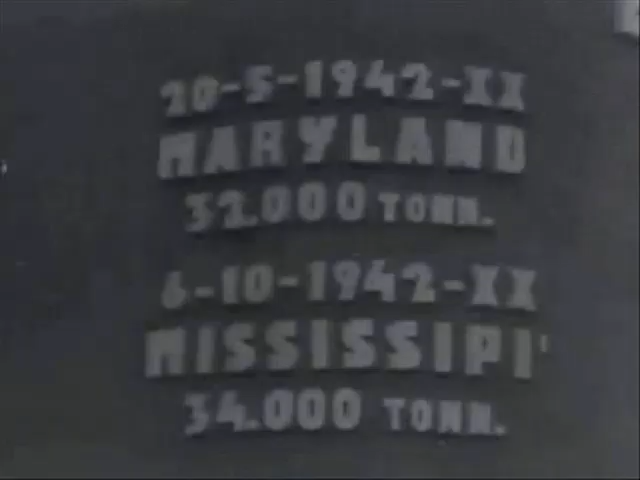 20-5-1942-XX
MARYLAND
32.000 TONN.
6-10-1942-XX
MISSISSIPI'
34.000 TONN.